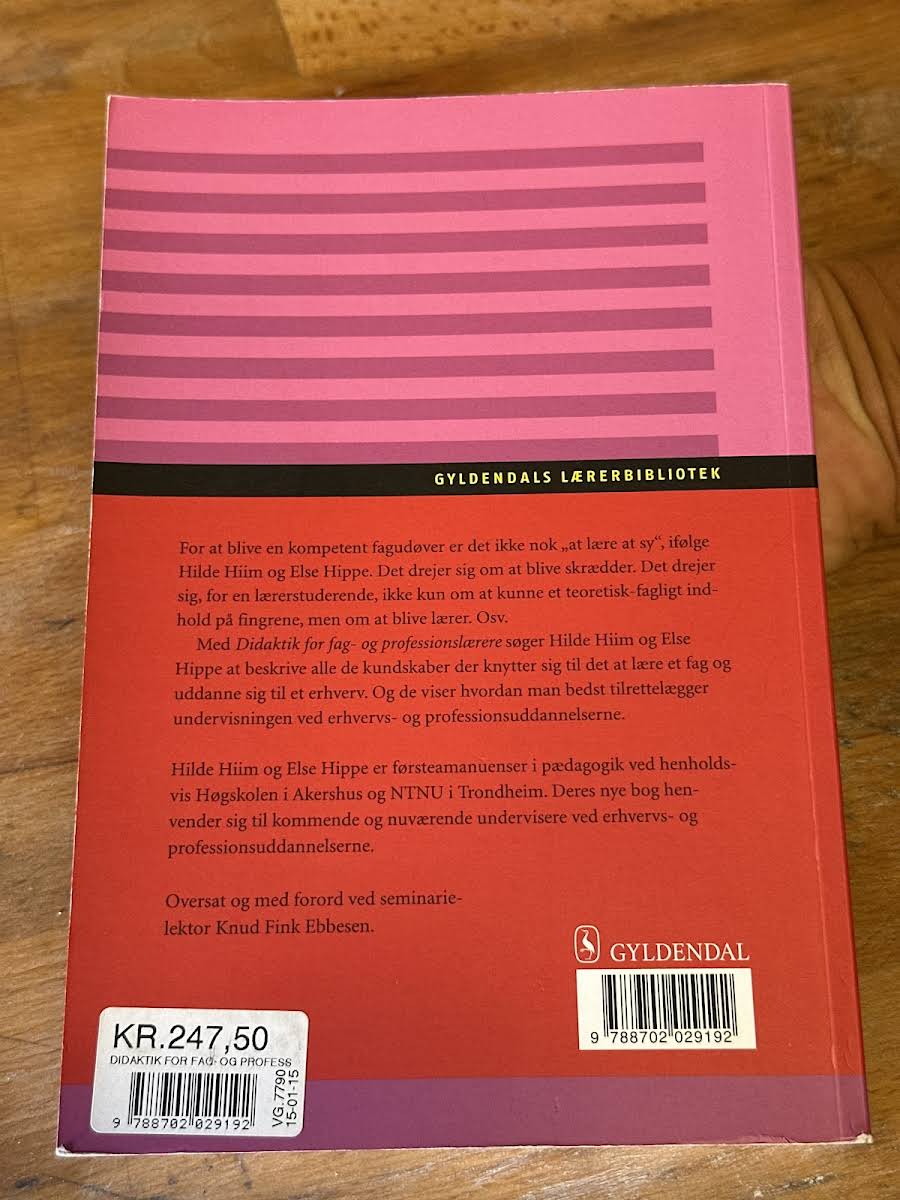 GYLDENDALS LÆRERBIBLIOTEK
For at blive en kompetent fagudøver er det ikke nok „at lære at sy“, ifølge
Hilde Hiim og Else Hippe. Det drejer sig om at blive skrædder. Det drejer
sig, for en lærerstuderende, ikke kun om at kunne et teoretisk-fagligt ind-
hold på fingrene, men om at blive lærer. Osv.
Med Didaktik for fag- og professionslærere søger Hilde Hiim og Else
Hippe at beskrive alle de kundskaber der knytter sig til det at lære et fag og
uddanne sig til et erhverv. Og de viser hvordan man bedst tilrettelægger
undervisningen ved erhvervs- og professionsuddannelserne.
Hilde Hiim og Else Hippe er førsteamanuenser i pædagogik ved henholds-
vis Høgskolen i Akershus og NTNU i Trondheim. Deres nye bog hen-
vender sig til kommende og nuværende undervisere ved erhvervs- og
professionsuddannelserne.
Oversat og med forord ved seminarie-
lektor Knud Fink Ebbesen.
GYLDENDAL
9 788702 029192
KR.247,50
DIDAKTIK FOR FAG- OG PROFESS
9 788702 029192
VG.7790
15-01-15